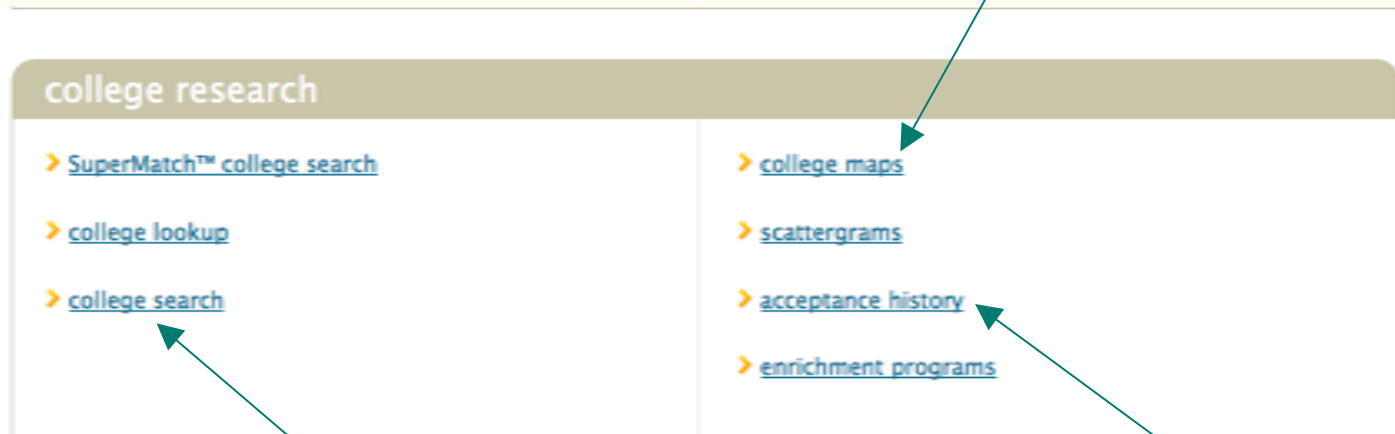 college research
SuperMatch™ college search
college lookup
college search
college maps
scattergrams
acceptance history
enrichment programs